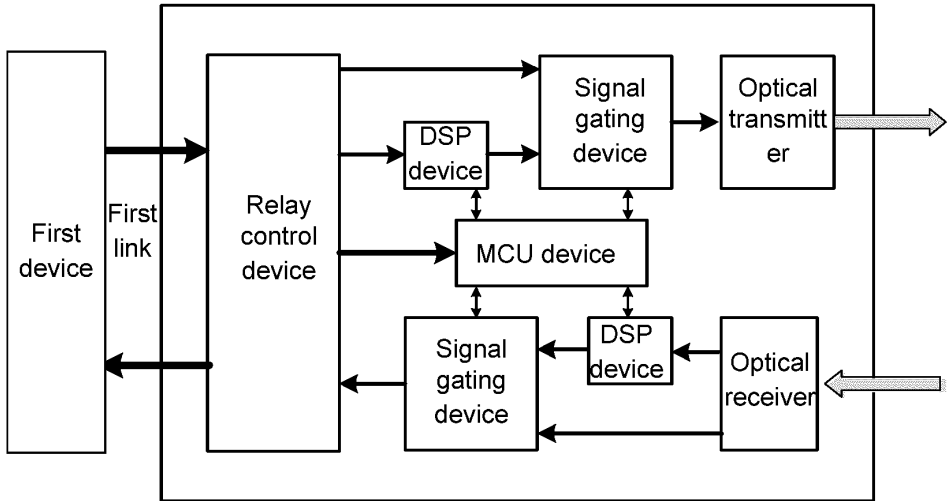 First
device
First
link
Relay
control
device
DSP
device
Signal
gating
device
Optical
transmitt
er
MCU device
Signal
gating
device
DSP
device
Optical
receiver